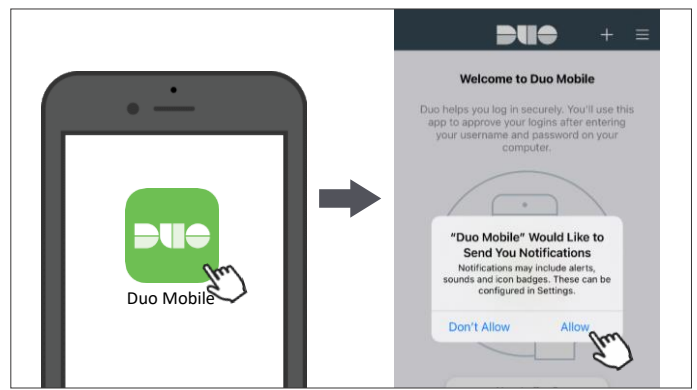 DUO
Duo Mobile
DUO + ≡
Welcome to Duo Mobile
Duo helps you log in securely. You'll use this
app to approve your logins after entering
your username and password on your
computer.
"Duo Mobile" Would Like to
Send You Notifications
Notifications may include alerts,
sounds and icon badges. These can be
configured in Settings.
Don't Allow Allow